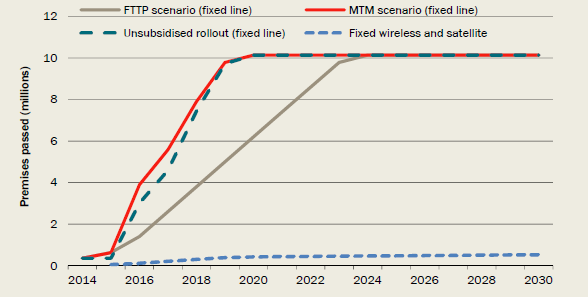 FTTP scenario (fixed line) MTM scenario (fixed line)
Unsubsidised rollout (fixed line) Fixed wireless and satellite
Premises passed (millions)
12
10
8
6
4
2
0
2014 2016 2018 2020 2022 2024 2026 2028 2030